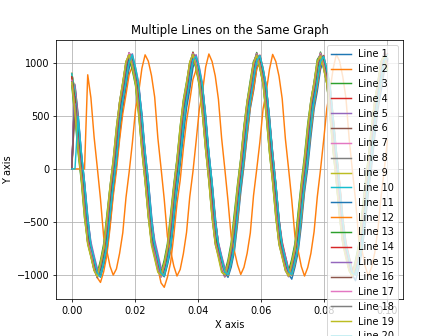 Multiple Lines on the Same Graph
Y axis
1000
500
0
−500
−1000
0.00
0.02
0.04
0.06
X axis
Line 1
Line 2
Line 3
Line 4
Line 5
Line 6
Line 7
Line 8
Line 9
Line 10
Line 11
Line 12
Line 13
Line 14
Line 15
Line 16
Line 17
Line 18
Line 19
Line 20